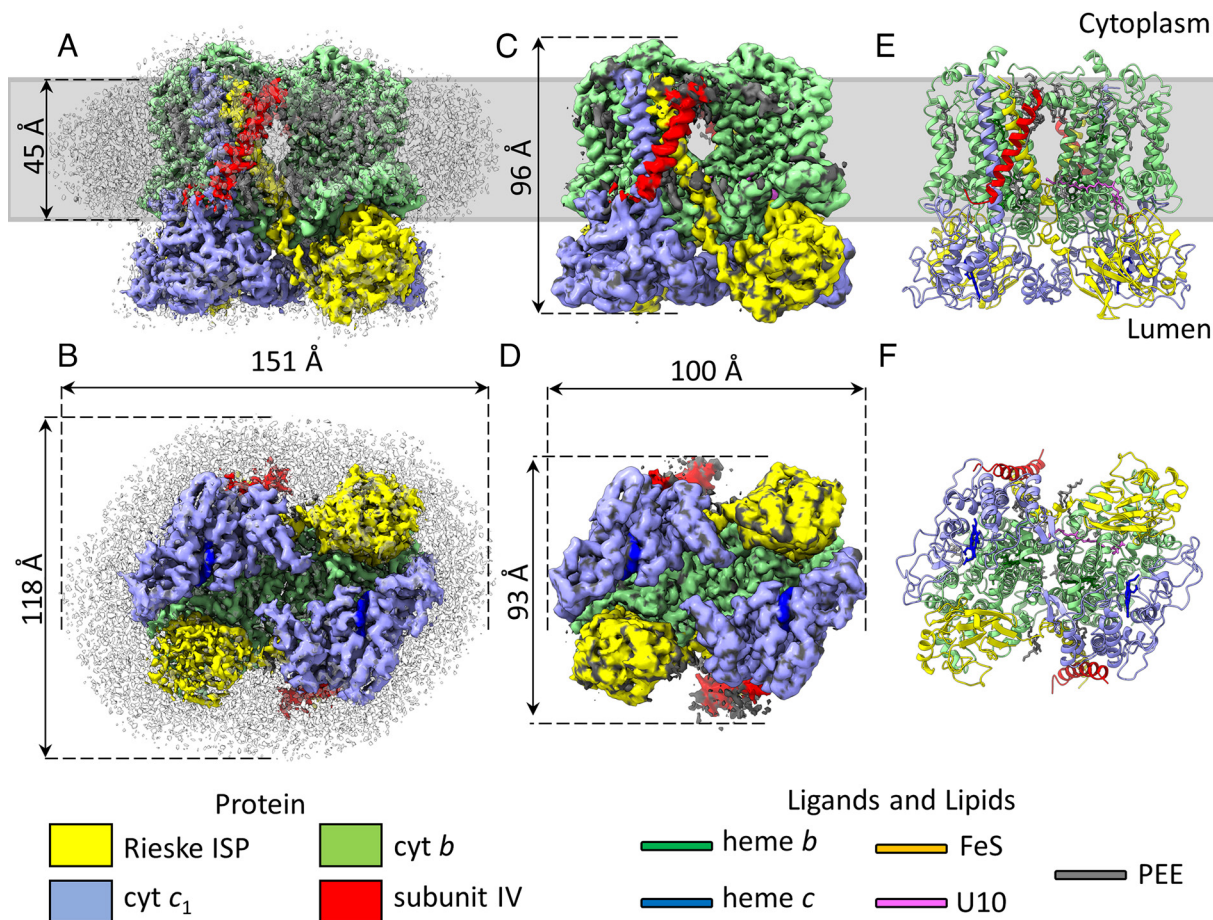 A
C
E
Cytoplasm
45 Å
96 Å
Lumen
B
151 Å
D
100 Å
F
118 Å
93 Å
Protein
Ligands and Lipids
Rieske ISP
cyt b
heme b
FeS
PEE
cyt c₁
subunit IV
heme c
U10